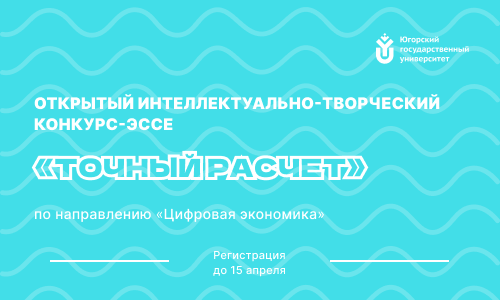 Югорский
государственный
университет
ОТКРЫТЫЙ ИНТЕЛЛЕКТУАЛЬНО-ТВОРЧЕСКИЙ
КОНКУРС-ЭССЕ
«ТОЧНЫЙ РАСЧЕТ»
по направлению «Цифровая экономика»
Регистрация
до 15 апреля